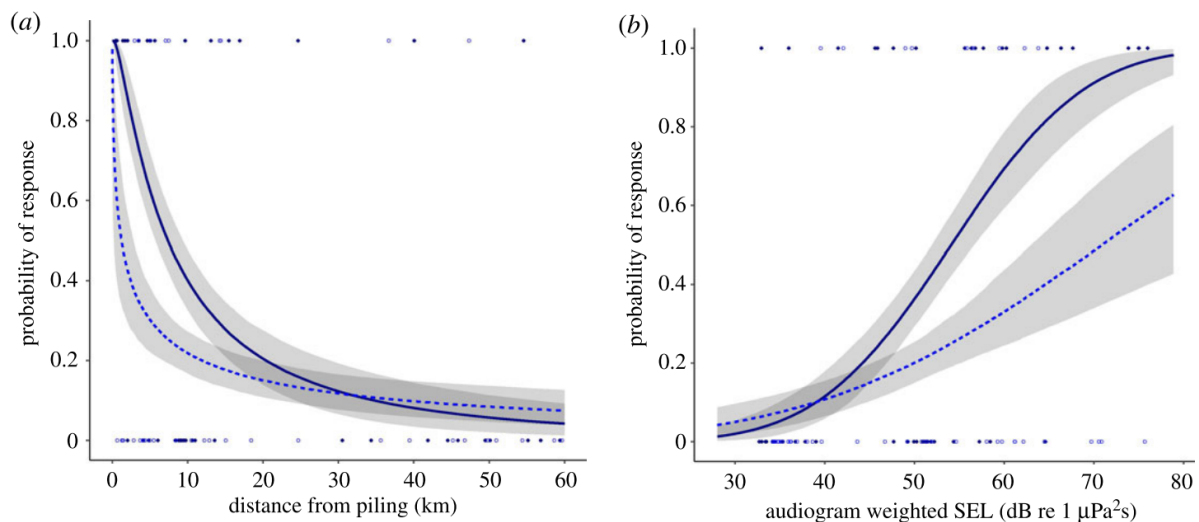 (a)
1.0
0.8
0.6
0.4
0.2
0
probability of response
0 10 20 30 40 50 60
distance from piling (km)
(b)
1.0
0.8
0.6
0.4
0.2
0
probability of response
30 40 50 60 70 80
audiogram weighted SEL (dB re 1 μPa²s)